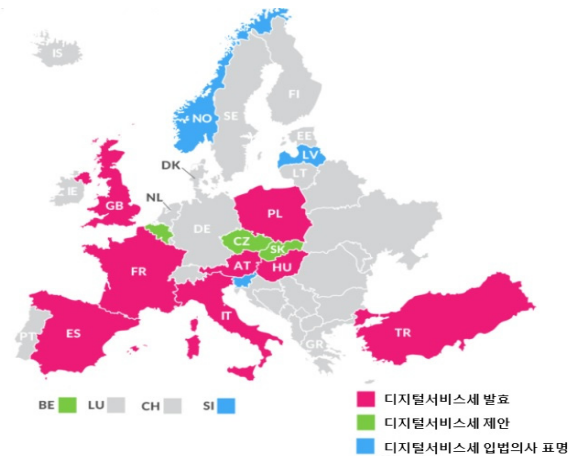 IS
NO
SE
FI
EE
LV
LT
DK
IE
GB
NL
DE
PL
CZ
SK
FR
AT
HU
PT
ES
IT
GR
TR
BE LU CH SI
디지털서비스세 발효
디지털서비스세 제안
디지털서비스세 입법의사 표명